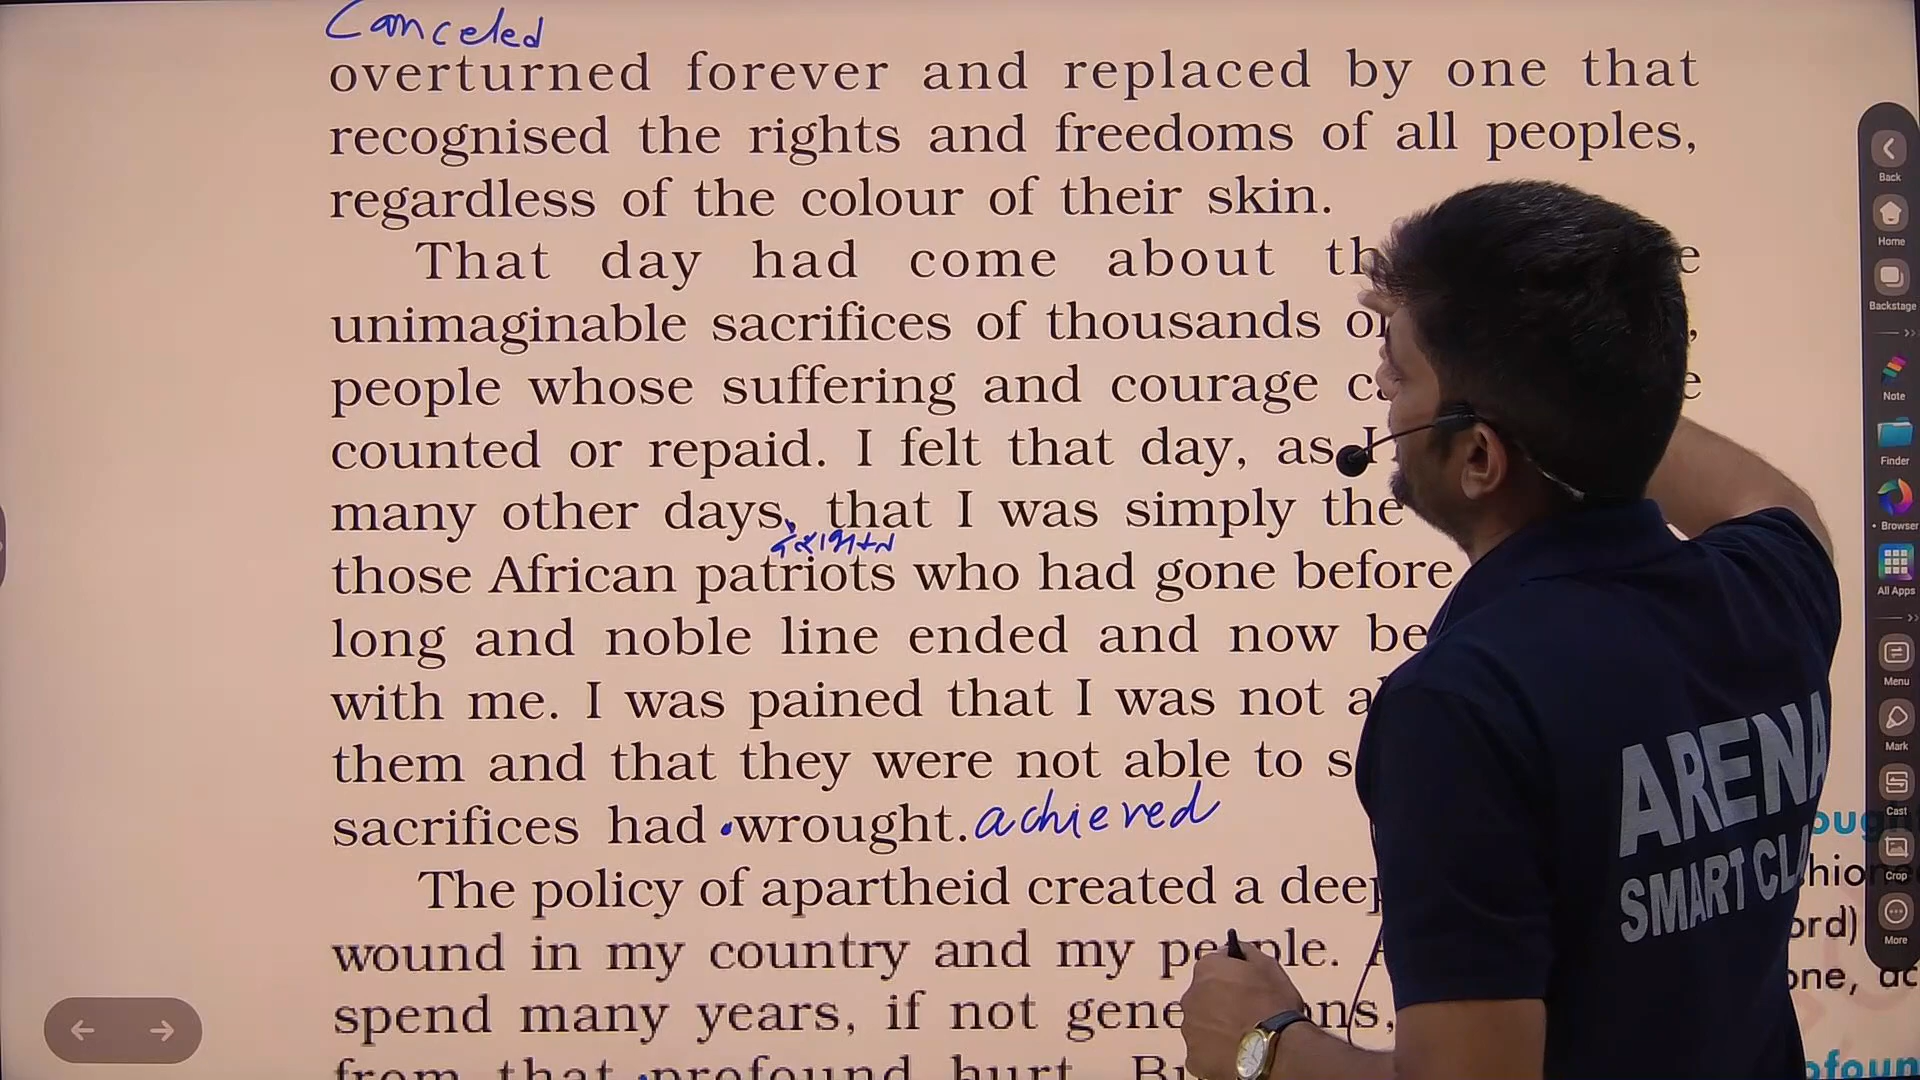 Canceled
overturned forever and replaced by one that
recognised the rights and freedoms of all peoples,
regardless of the colour of their skin.
That day had come about
unimaginable sacrifices of thousands
people whose suffering and courage
counted or repaid. I felt that day, as I
many other days, that I was simply the
those African patriots who had gone before
long and noble line ended and now
with me. I was pained that I was not
them and that they were not able to
sacrifices had wrought. achieved
The policy of apartheid created a
wound in my country and my people.
spend many years, if not
from that profound hurt.
ARENA
SMART
Back
Home
Backstage
Note
Finder
Browser
All Apps
Menu
Mark
Cast
Crop
More